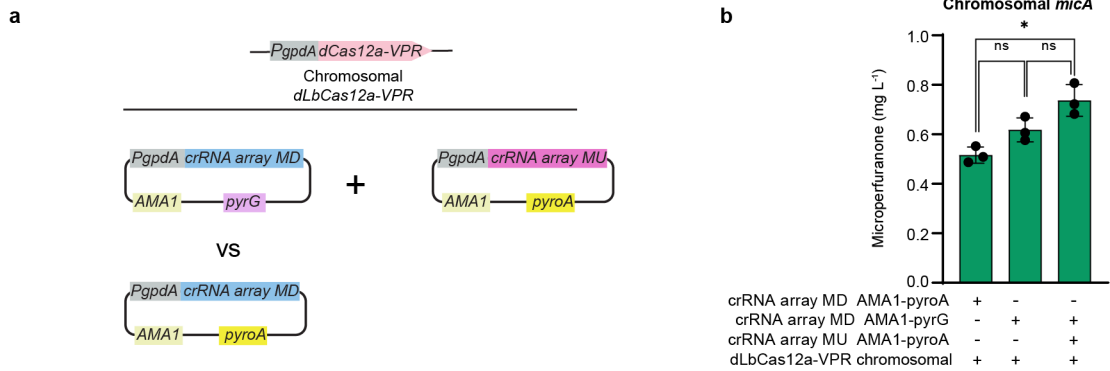 a
PgpdA dCas12a-VPR
Chromosomal
dLbCas12a-VPR
PgpdA crRNA array MD
AMA1 pyrG
+
PgpdA crRNA array MU
AMA1 pyroA
VS
PgpdA crRNA array MD
AMA1 pyroA
b
Chromosomal micA
*
ns ns
Microperfuranone (mg L-1)
1.0
0.8
0.6
0.4
0.2
0.0
crRNA array MD AMA1-pyroA + - -
crRNA array MD AMA1-pyrG - + +
crRNA array MU AMA1-pyroA - - +
dLbCas12a-VPR chromosomal + + +